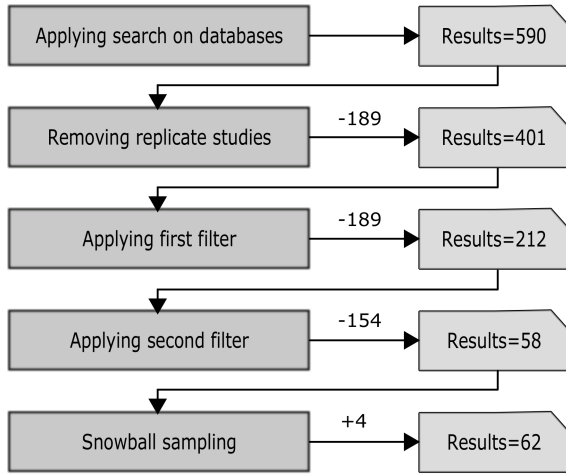 Applying search on databases
Results=590
Removing replicate studies
-189
Results=401
Applying first filter
-189
Results=212
Applying second filter
-154
Results=58
Snowball sampling
+4
Results=62